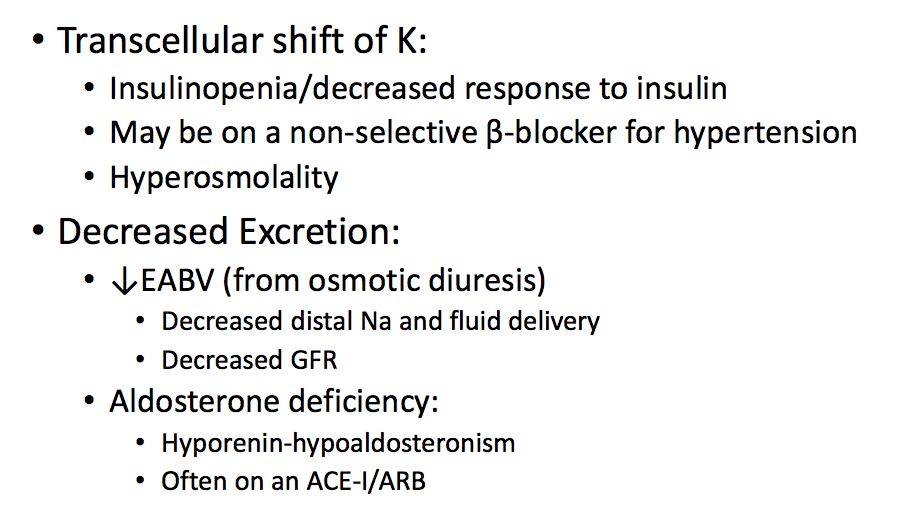 • Transcellular shift of K:
• Insulinopenia/decreased response to insulin
• May be on a non-selective β-blocker for hypertension
• Hyperosmolality
• Decreased Excretion:
• ↓EABV (from osmotic diuresis)
• Decreased distal Na and fluid delivery
• Decreased GFR
• Aldosterone deficiency:
• Hyporenin-hypoaldosteronism
• Often on an ACE-I/ARB